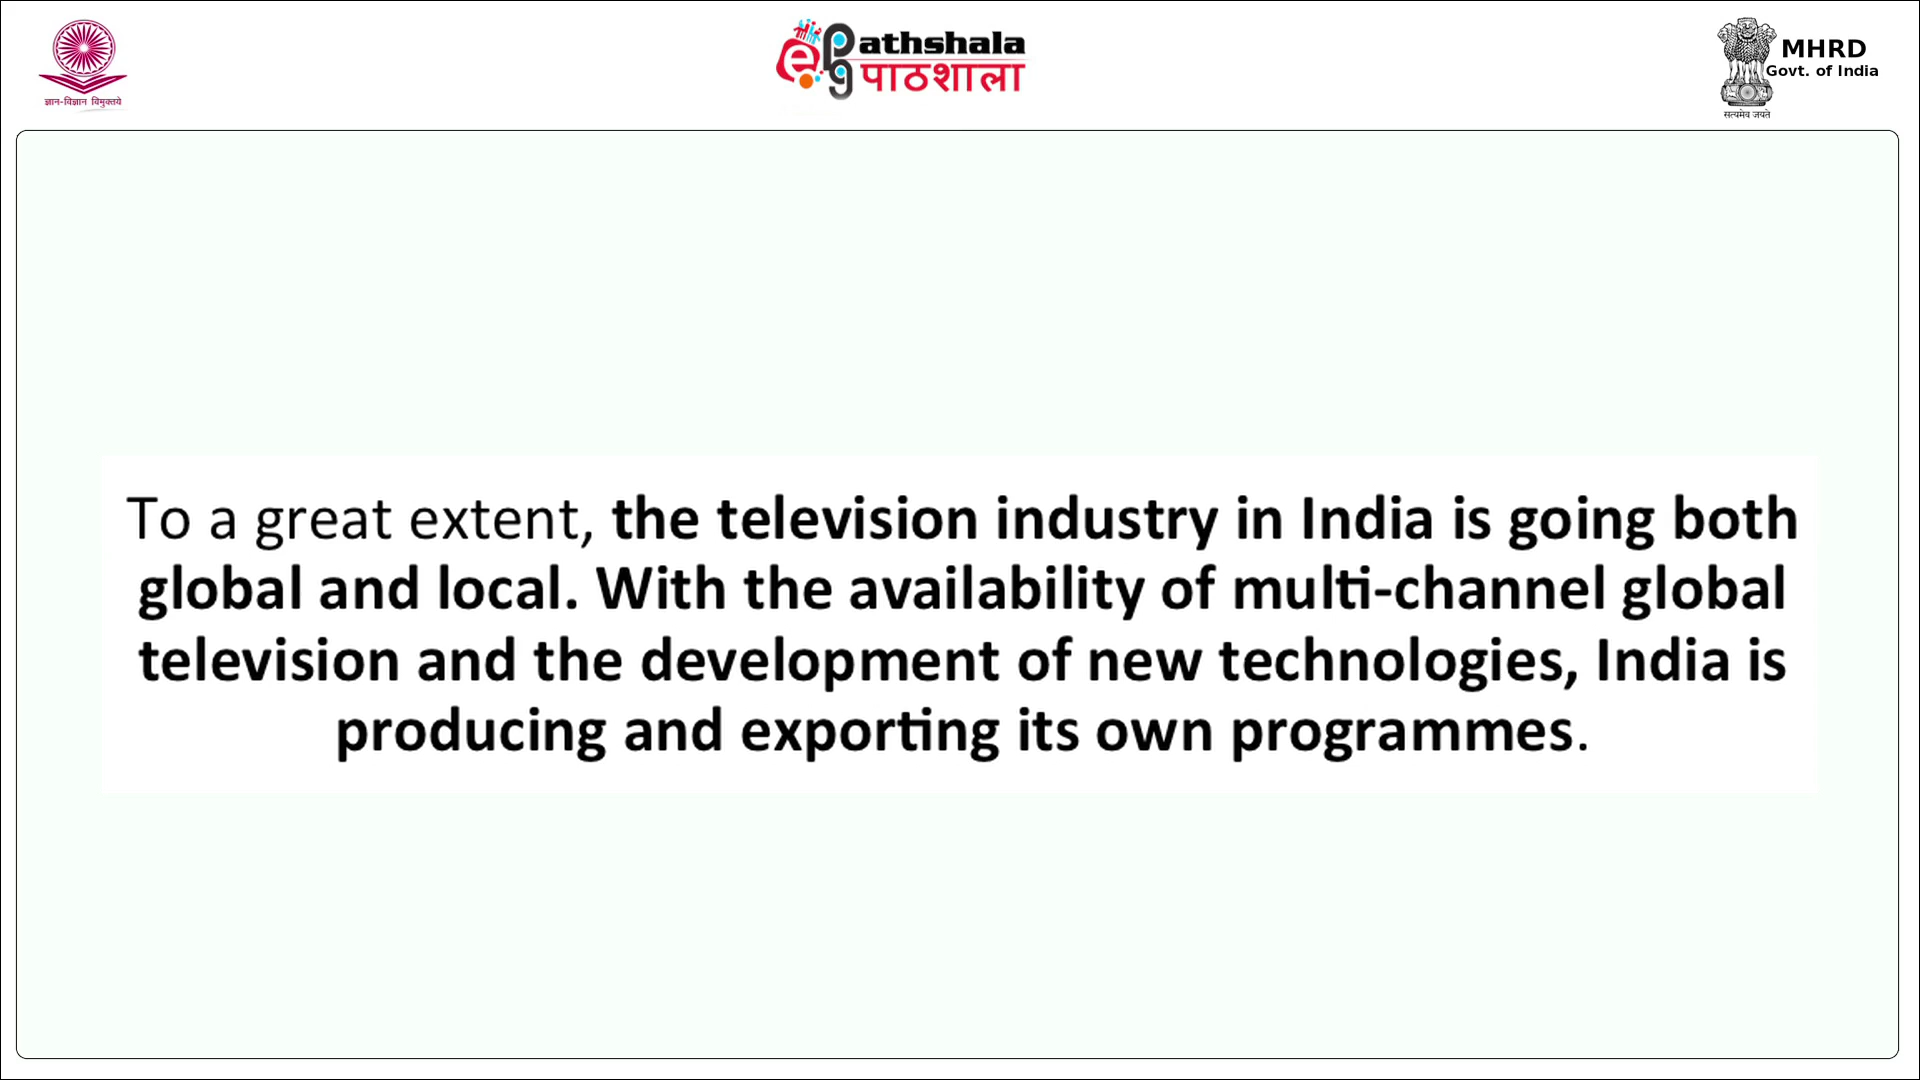 ज्ञान-विज्ञान विमुक्तये
ePG Pathshala
पाठशाला
MHRD
Govt. of India
सत्यमेव जयते
To a great extent, the television industry in India is going both
global and local. With the availability of multi-channel global
television and the development of new technologies, India is
producing and exporting its own programmes.